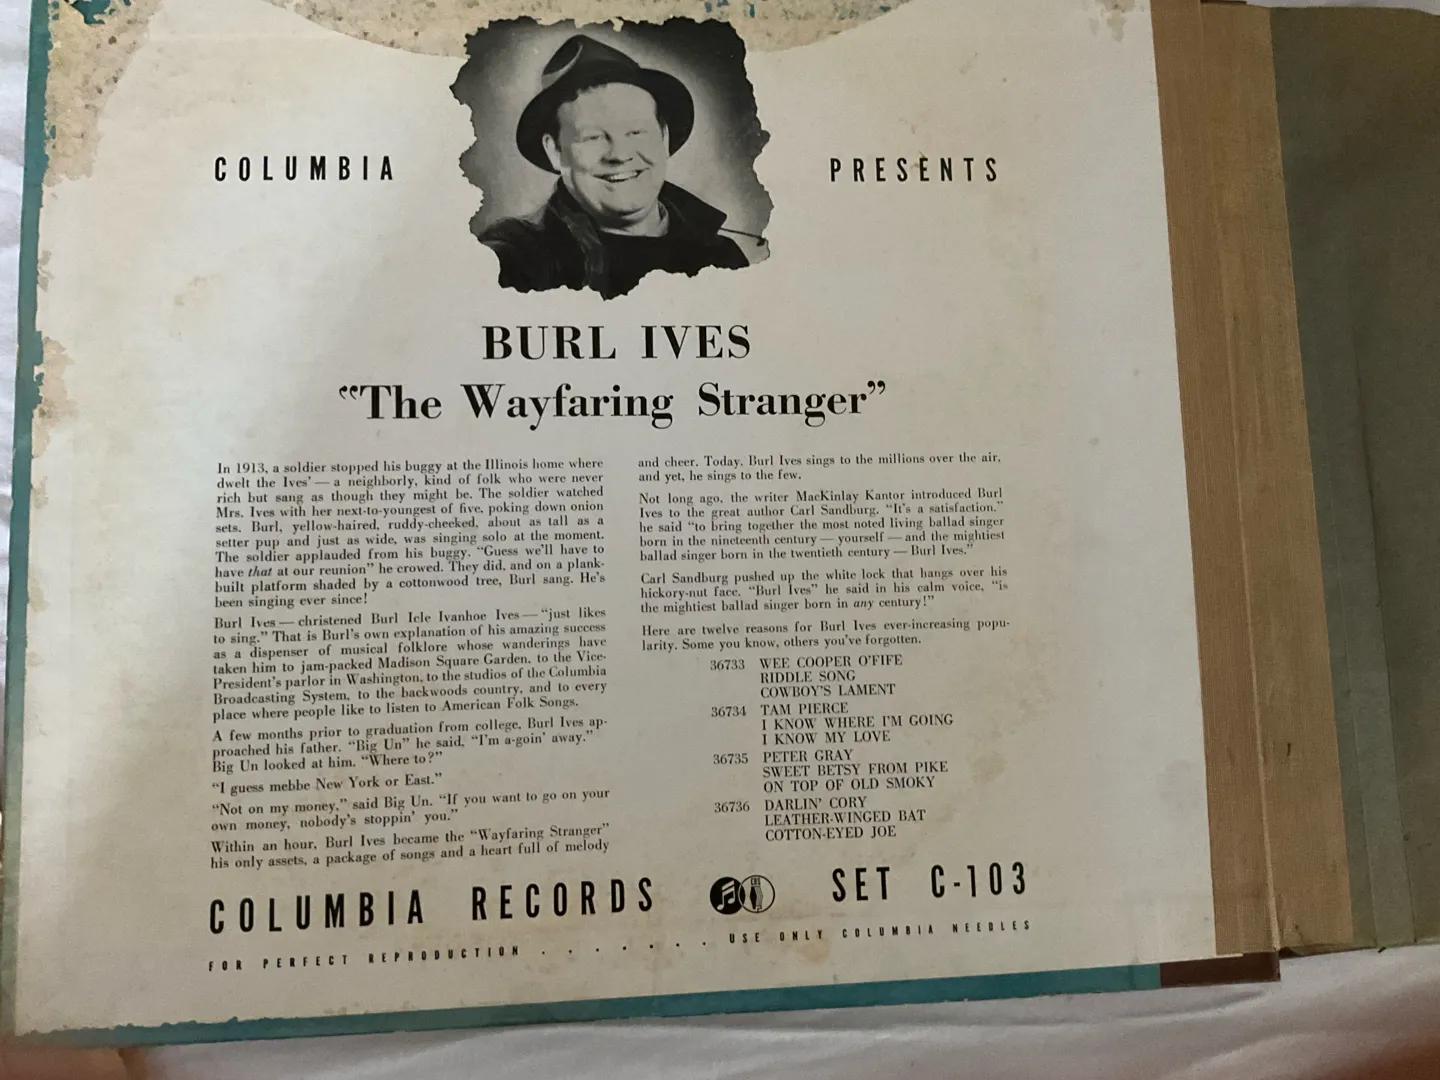 COLUMBIA PRESENTS
BURL IVES
“The Wayfaring Stranger”
In 1913, a soldier stopped his buggy at the Illinois home where
dwelt the Ives’ — a neighborly, kind of folk who were never
rich but sang as though they might be. The soldier watched
Mrs. Ives with her next-to-youngest of five, poking down onion
sets. Burl, yellow-haired, ruddy-cheeked, about as tall as a
setter pup and just as wide, was singing solo at the moment.
The soldier applauded from his buggy. “Guess we’ll have to
have that at our reunion” he crowed. They did, and on a plank-
built platform shaded by a cottonwood tree, Burl sang. He’s
been singing ever since!
Burl Ives — christened Burl Icle Ivanhoe Ives — “just likes
to sing.” That is Burl’s own explanation of his amazing success
as a dispenser of musical folklore whose wanderings have
taken him to jam-packed Madison Square Garden, to the Vice-
President’s parlor in Washington, to the studios of the Columbia
Broadcasting System, to the backwoods country, and to every
place where people like to listen to American Folk Songs.
A few months prior to graduation from college, Burl Ives ap-
proached his father. “Big Un” he said, “I’m a-goin’ away.”
Big Un looked at him. “Where to?”
“I guess mebbe New York or East.”
“Not on my money,” said Big Un. “If you want to go on your
own money, nobody’s stoppin’ you.”
Within an hour, Burl Ives became the “Wayfaring Stranger”
his only assets, a package of songs and a heart full of melody
and cheer. Today, Burl Ives sings to the millions over the air,
and yet, he sings to the few.
Not long ago, the writer MacKinlay Kantor introduced Burl
Ives to the great author Carl Sandburg. “It’s a satisfaction,”
he said “to bring together the most noted living ballad singer
born in the nineteenth century — yourself — and the mightiest
ballad singer born in the twentieth century — Burl Ives.”
Carl Sandburg pushed up the white lock that hangs over his
hickory-nut face. “Burl Ives” he said in his calm voice, “is
the mightiest ballad singer born in any century!”
Here are twelve reasons for Burl Ives ever-increasing popu-
larity. Some you know, others you’ve forgotten.
36733 WEE COOPER O’FIFE
RIDDLE SONG
COWBOY’S LAMENT
36734 TAM PIERCE
I KNOW WHERE I’M GOING
I KNOW MY LOVE
36735 PETER GRAY
SWEET BETSY FROM PIKE
ON TOP OF OLD SMOKY
36736 DARLIN’ CORY
LEATHER-WINGED BAT
COTTON-EYED JOE
COLUMBIA RECORDS CBS SET C-103
FOR PERFECT REPRODUCTION . . . . . . . USE ONLY COLUMBIA NEEDLES